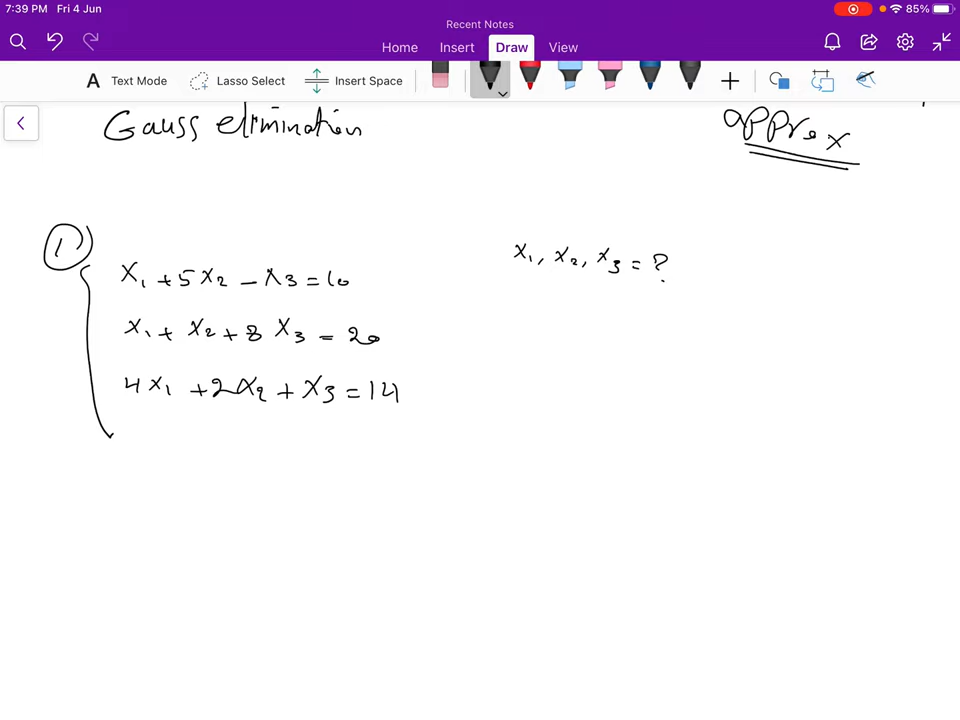 7:39 PM Fri 4 Jun
85%
Recent Notes
Home Insert Draw View
Text Mode Lasso Select Insert Space
Gauss elimination
approx
1
x₁ + 5x₂ - x₃ = 10
x₁, x₂, x₃ = ?
x₁ + x₂ + 8x₃ = 20
4x₁ + 2x₂ + x₃ = 14